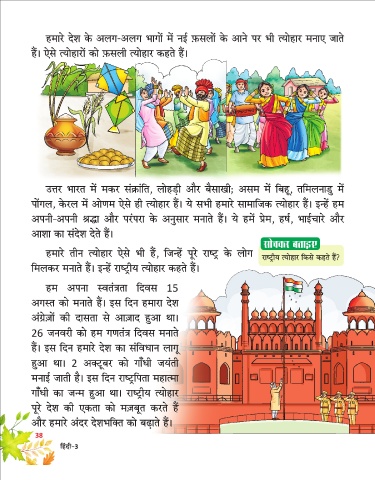 हमारे देश के अलग-अलग भागों में नई फ़सलों के आने पर भी त्योहार मनाए जाते
हैं। ऐसे त्योहारों को फ़सली त्योहार कहते हैं।
उत्तर भारत में मकर संक्रांति, लोहड़ी और बैसाखी; असम में बिहू, तमिलनाडु में
पोंगल, केरल में ओणम ऐसे ही त्योहार हैं। ये सभी हमारे सामाजिक त्योहार हैं। इन्हें हम
अपनी-अपनी श्रद्धा और परंपरा के अनुसार मनाते हैं। ये हमें प्रेम, हर्ष, भाईचारे और
आशा का संदेश देते हैं।
हमारे तीन त्योहार ऐसे भी हैं, जिन्हें पूरे राष्ट्र के लोग
मिलकर मनाते हैं। इन्हें राष्ट्रीय त्योहार कहते हैं।
सोचकर बताइए
राष्ट्रीय त्योहार किसे कहते हैं?
हम अपना स्वतंत्रता दिवस 15
अगस्त को मनाते हैं। इस दिन हमारा देश
अंग्रेज़ों की दासता से आज़ाद हुआ था।
26 जनवरी को हम गणतंत्र दिवस मनाते
हैं। इस दिन हमारे देश का संविधान लागू
हुआ था। 2 अक्टूबर को गाँधी जयंती
मनाई जाती है। इस दिन राष्ट्रपिता महात्मा
गाँधी का जन्म हुआ था। राष्ट्रीय त्योहार
पूरे देश की एकता को मज़बूत करते हैं
और हमारे अंदर देशभक्ति को बढ़ाते हैं।
38
हिंदी-3